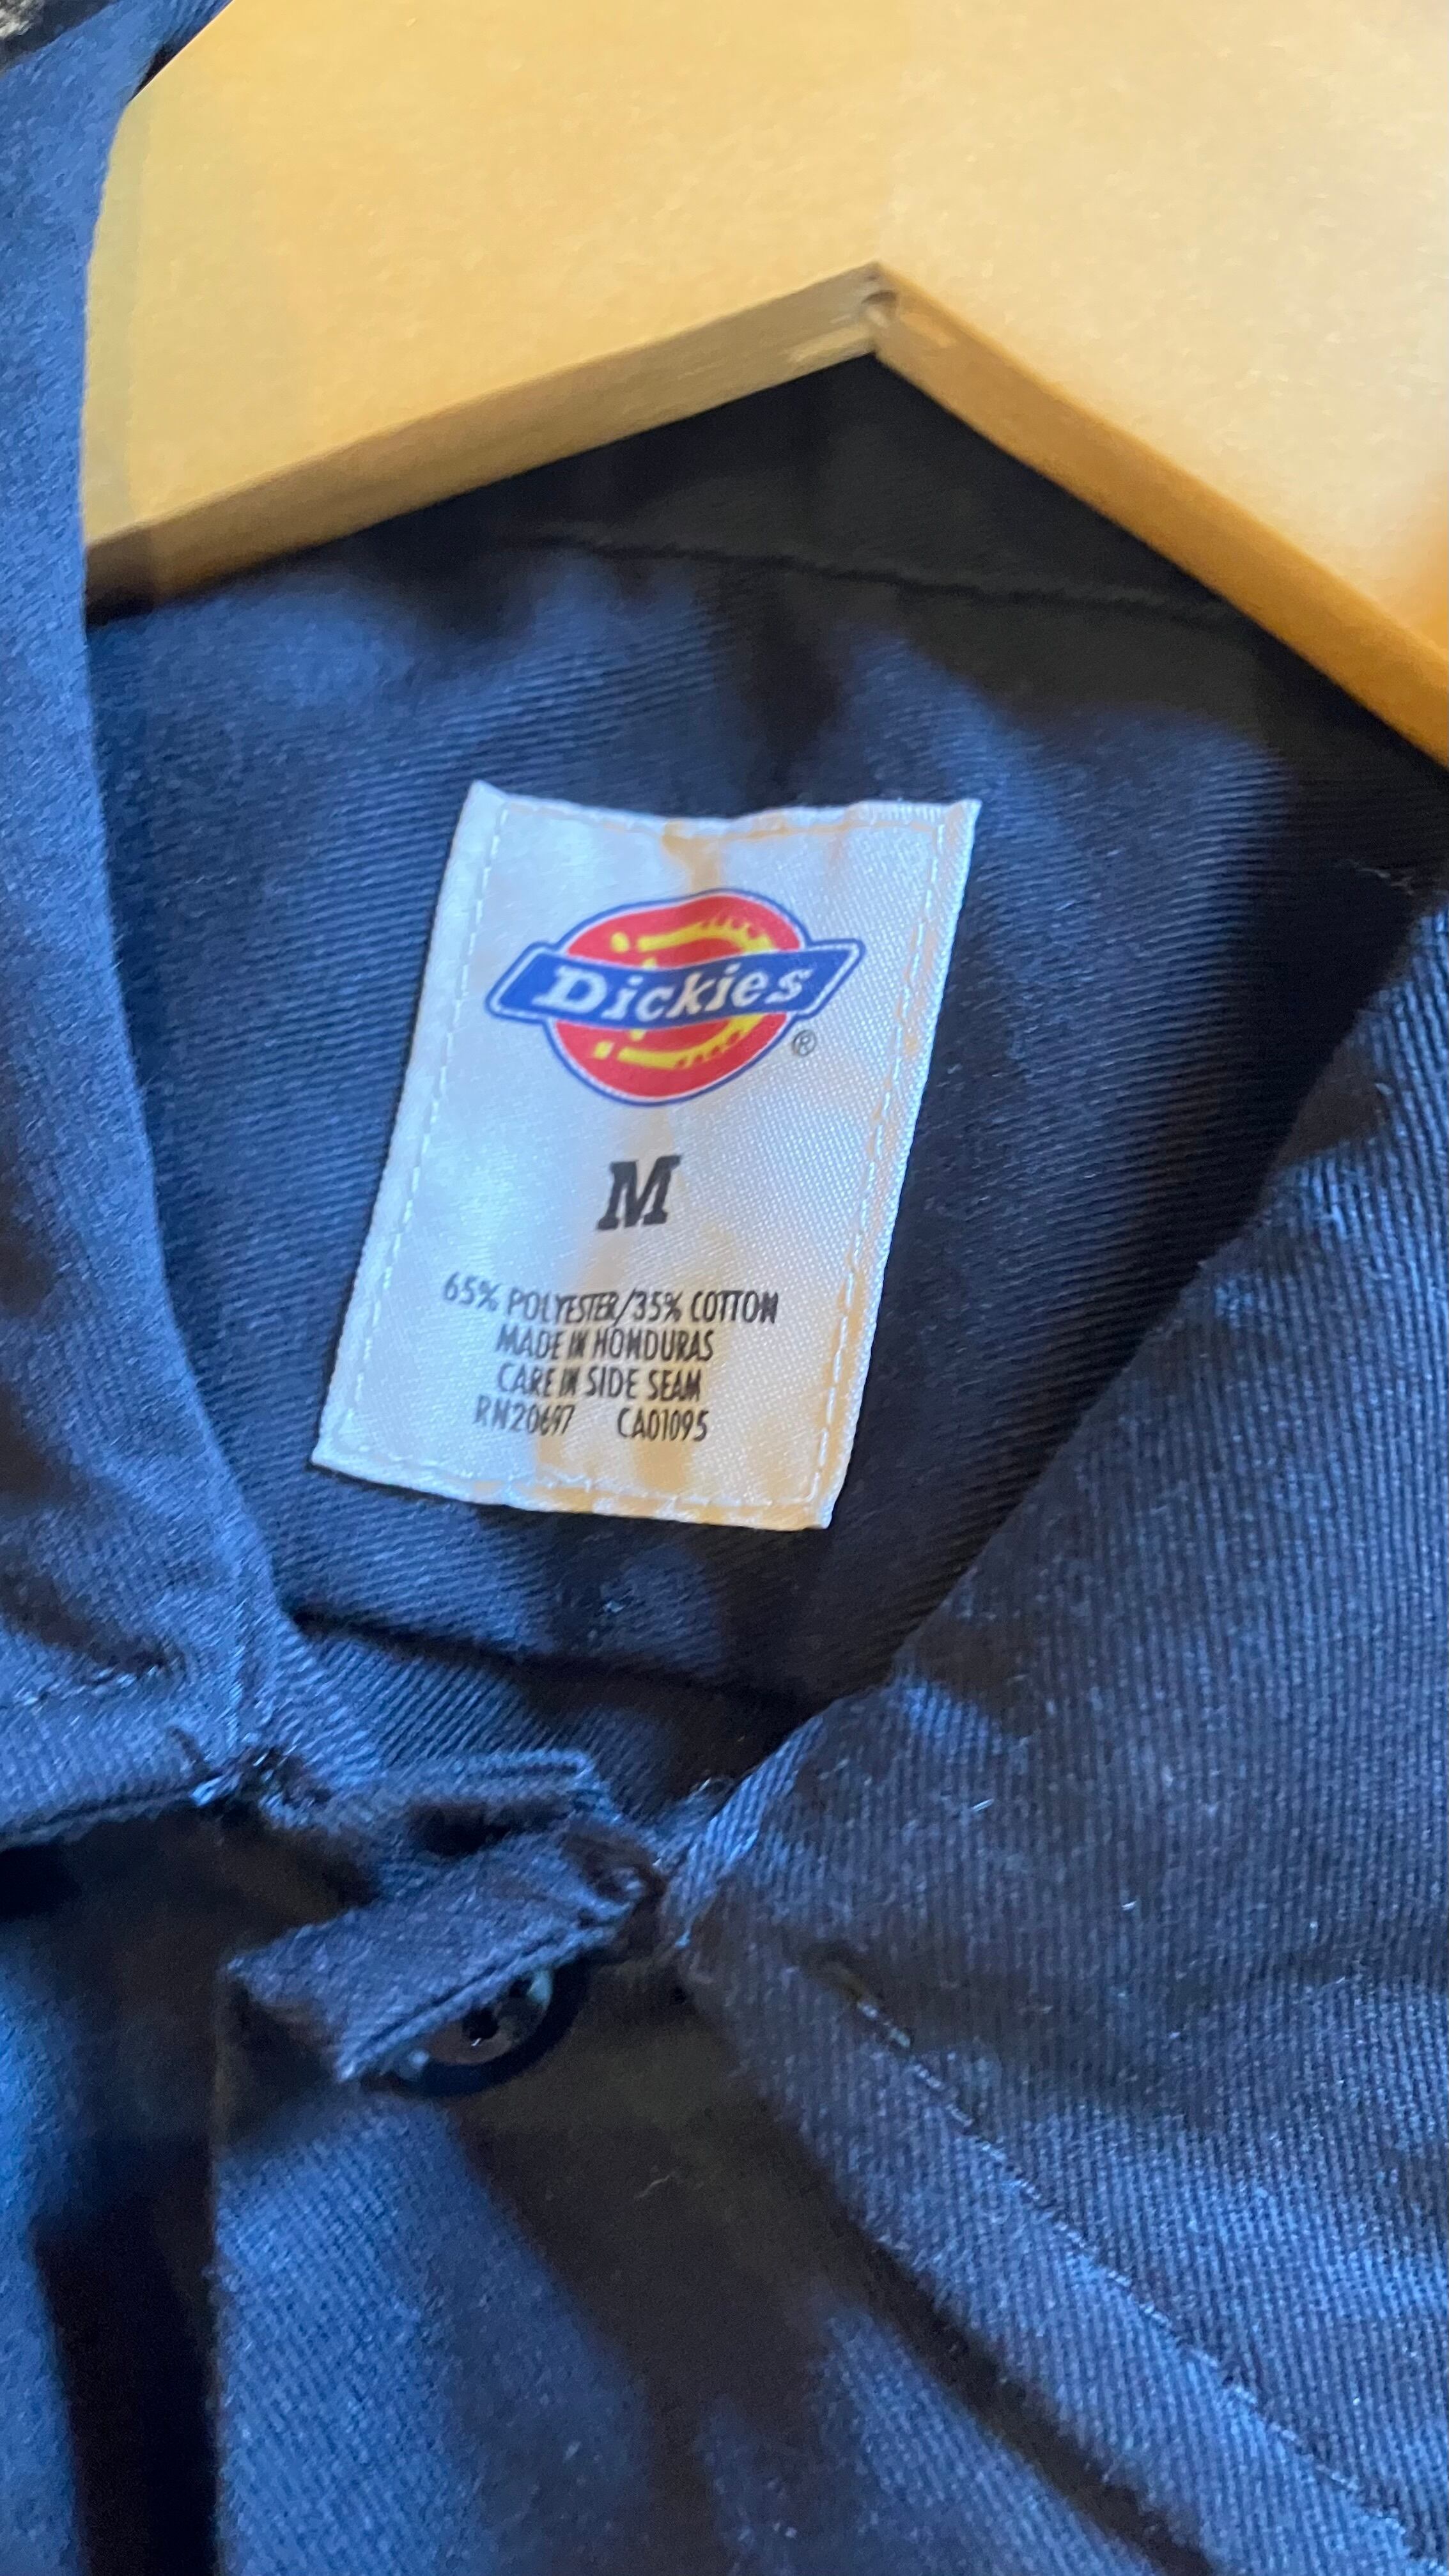 Dickies®
M
65% POLYESTER/35% COTTON
MADE IN HONDURAS
CARE IN SIDE SEAM
RN20697 CA01095